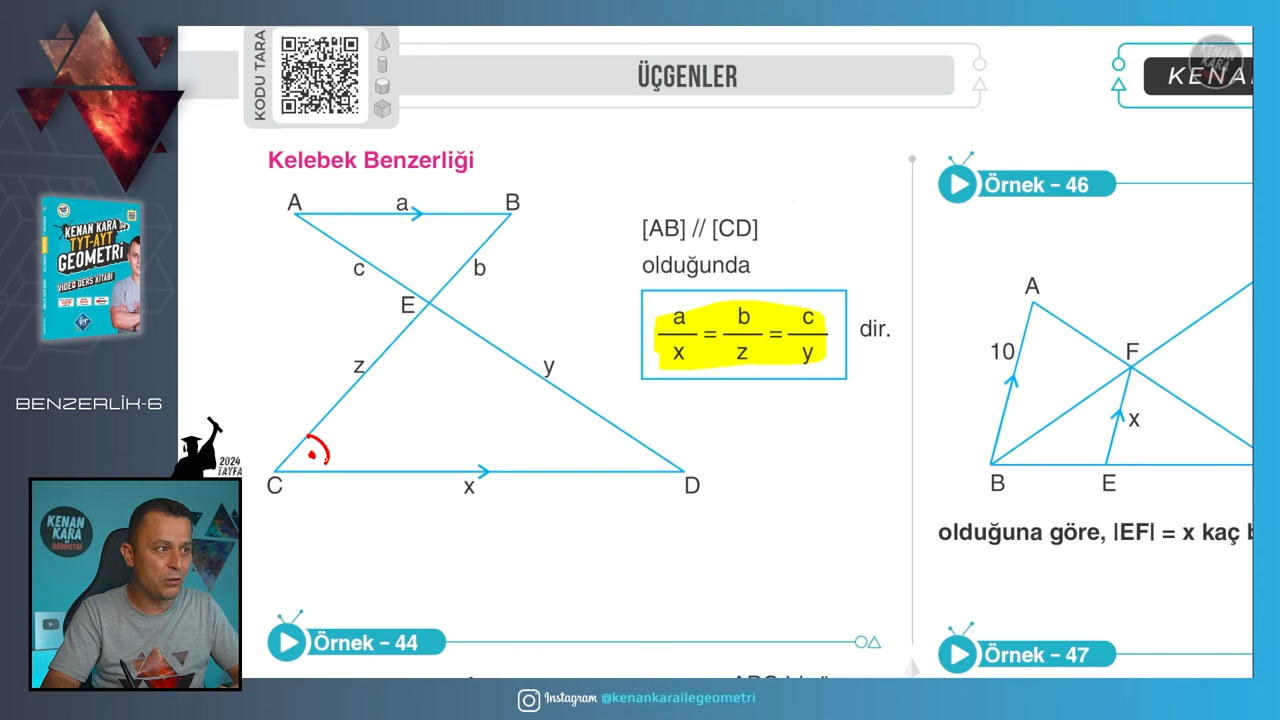 KODU TARA
ÜÇGENLER
KENAN KARA
KENA
Kelebek Benzerliği
A a B
c b
E
z y
C x D
[AB] // [CD]
olduğunda
a/x = b/z = c/y dir.
Örnek – 44
Örnek – 46
A
10
F
x
B E
olduğuna göre, |EF| = x kaç b
Örnek – 47
KENAN KARA
TYT-AYT
GEOMETRİ
VİDEO DERS KİTABI
BENZERLİK-6
2024
TAYFA
KENAN
KARA
GEOMETRİ
Instagram @kenankarailegeometri